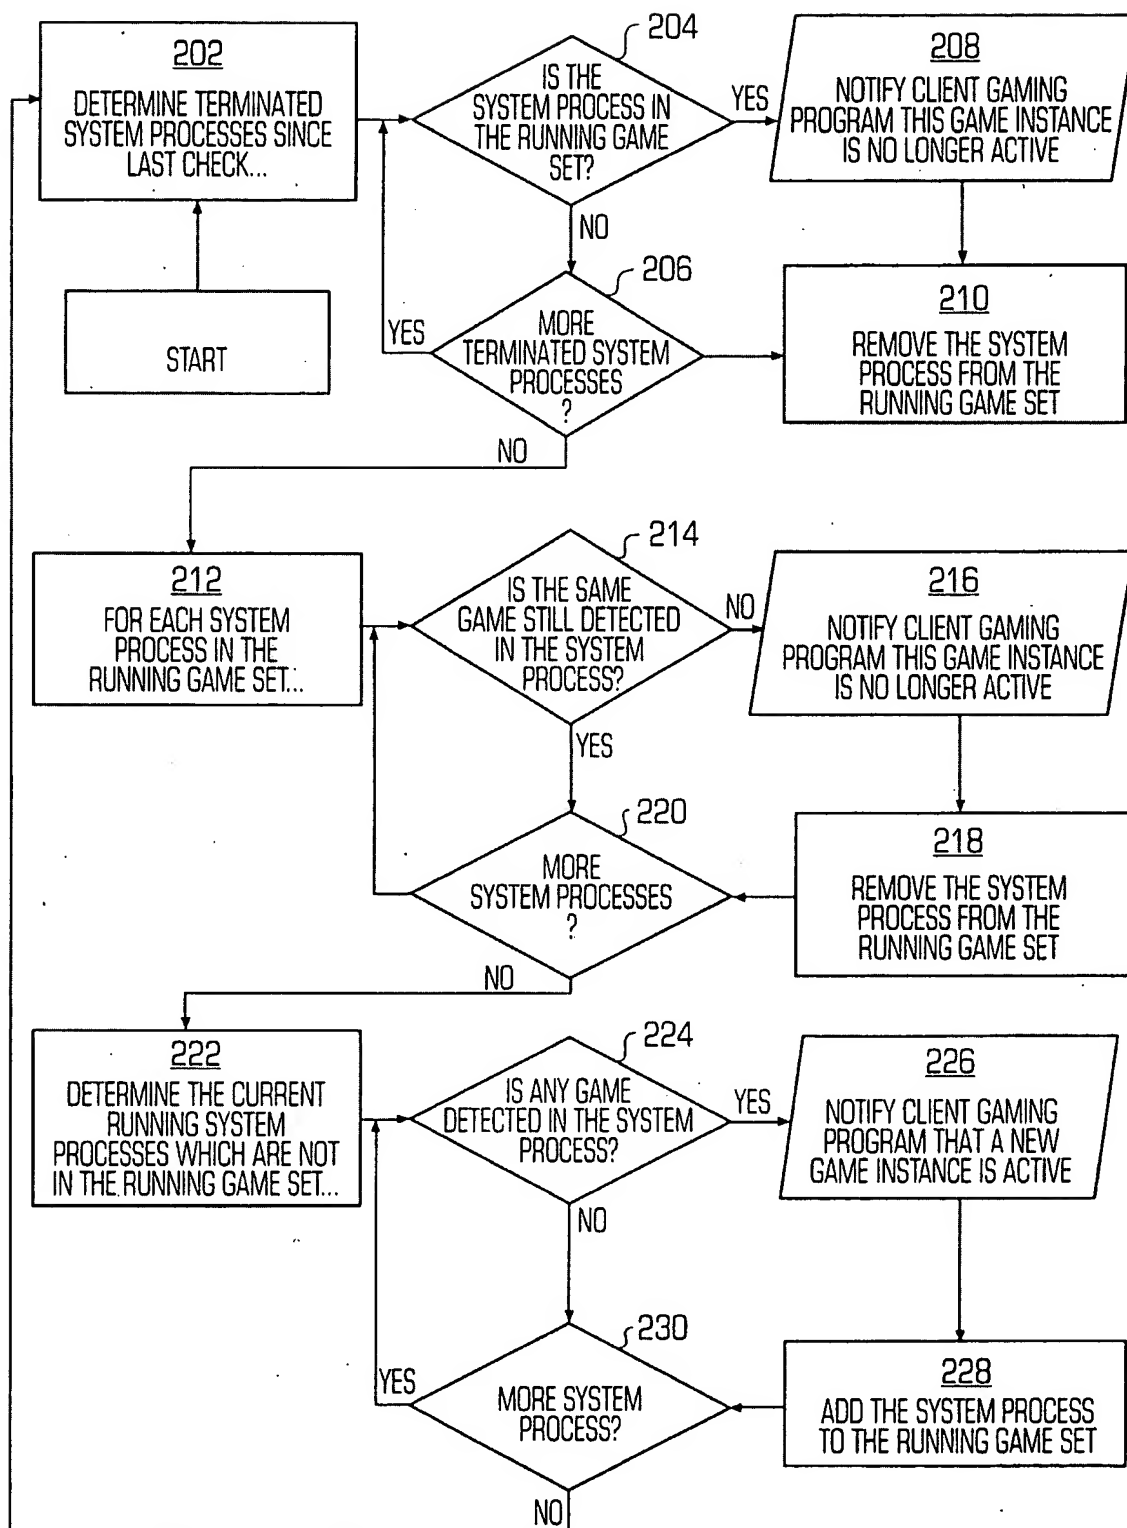 202
DETERMINE TERMINATED
SYSTEM PROCESSES SINCE
LAST CHECK...
START
204
IS THE
SYSTEM PROCESS IN
THE RUNNING GAME
SET?
YES
NO
208
NOTIFY CLIENT GAMING
PROGRAM THIS GAME INSTANCE
IS NO LONGER ACTIVE
206
MORE
TERMINATED SYSTEM
PROCESSES
?
YES
NO
210
REMOVE THE SYSTEM
PROCESS FROM THE
RUNNING GAME SET
212
FOR EACH SYSTEM
PROCESS IN THE
RUNNING GAME SET...
214
IS THE SAME
GAME STILL DETECTED
IN THE SYSTEM
PROCESS?
NO
YES
216
NOTIFY CLIENT GAMING
PROGRAM THIS GAME INSTANCE
IS NO LONGER ACTIVE
220
MORE
SYSTEM PROCESSES
?
NO
218
REMOVE THE SYSTEM
PROCESS FROM THE
RUNNING GAME SET
222
DETERMINE THE CURRENT
RUNNING SYSTEM
PROCESSES WHICH ARE NOT
IN THE RUNNING GAME SET...
224
IS ANY GAME
DETECTED IN THE SYSTEM
PROCESS?
YES
NO
226
NOTIFY CLIENT GAMING
PROGRAM THAT A NEW
GAME INSTANCE IS ACTIVE
230
MORE SYSTEM
PROCESS?
YES
NO
228
ADD THE SYSTEM PROCESS
TO THE RUNNING GAME SET